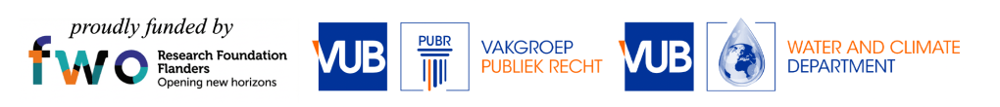 proudly funded by
fwo
Research Foundation
Flanders
Opening new horizons
VUB
PUBR
VAKGROEP
PUBLIEK RECHT
VUB
WATER AND CLIMATE
DEPARTMENT